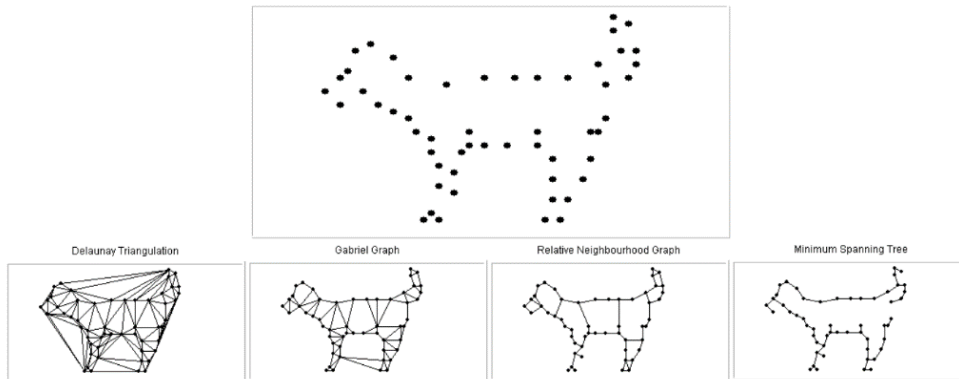 Delaunay Triangulation
Gabriel Graph
Relative Neighbourhood Graph
Minimum Spanning Tree